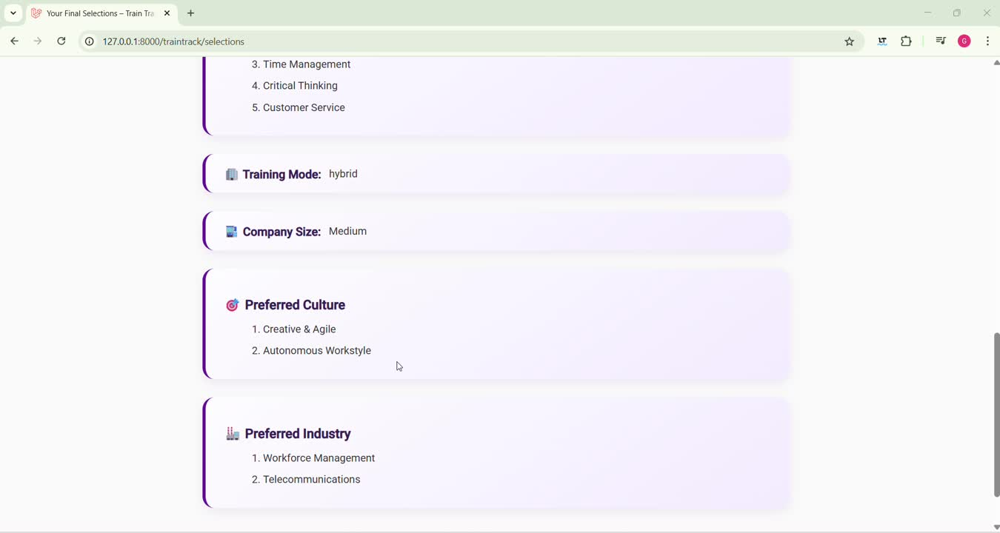 Your Final Selections – Train Tra
127.0.0.1:8000/traintrack/selections
LT
G
3. Time Management
4. Critical Thinking
5. Customer Service
Training Mode: hybrid
Company Size: Medium
Preferred Culture
1. Creative & Agile
2. Autonomous Workstyle
Preferred Industry
1. Workforce Management
2. Telecommunications